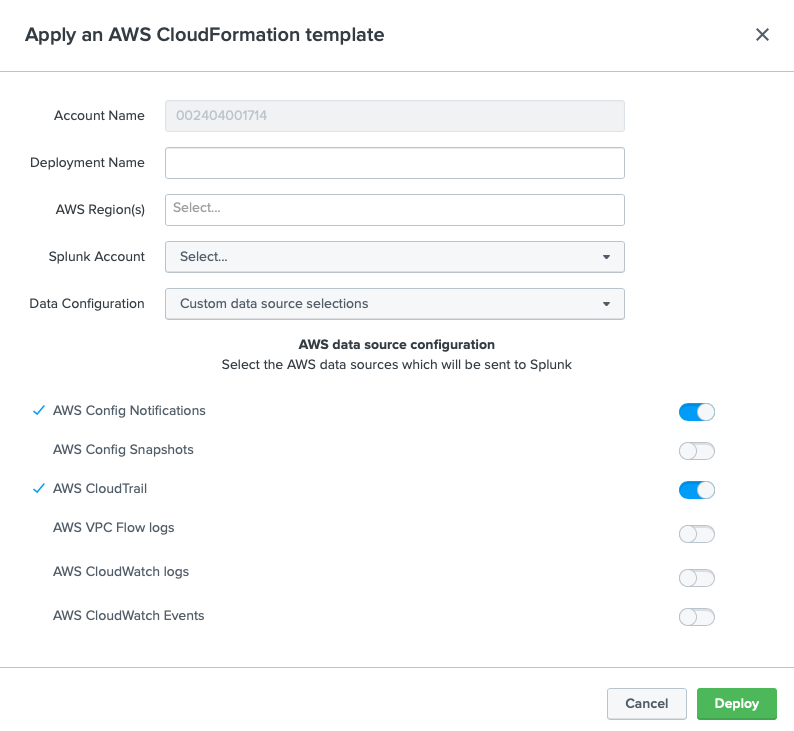 Apply an AWS CloudFormation template
Account Name 002404001714
Deployment Name
AWS Region(s) Select...
Splunk Account Select...
Data Configuration Custom data source selections
AWS data source configuration
Select the AWS data sources which will be sent to Splunk
AWS Config Notifications
AWS Config Snapshots
AWS CloudTrail
AWS VPC Flow logs
AWS CloudWatch logs
AWS CloudWatch Events
Cancel Deploy